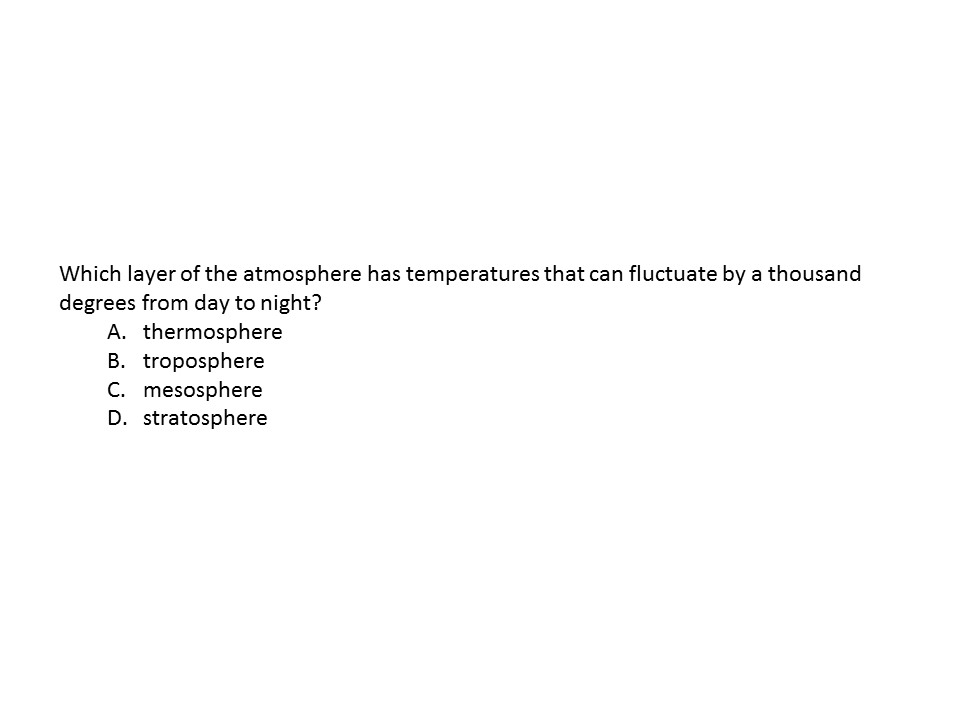 Which layer of the atmosphere has temperatures that can fluctuate by a thousand
degrees from day to night?
A. thermosphere
B. troposphere
C. mesosphere
D. stratosphere